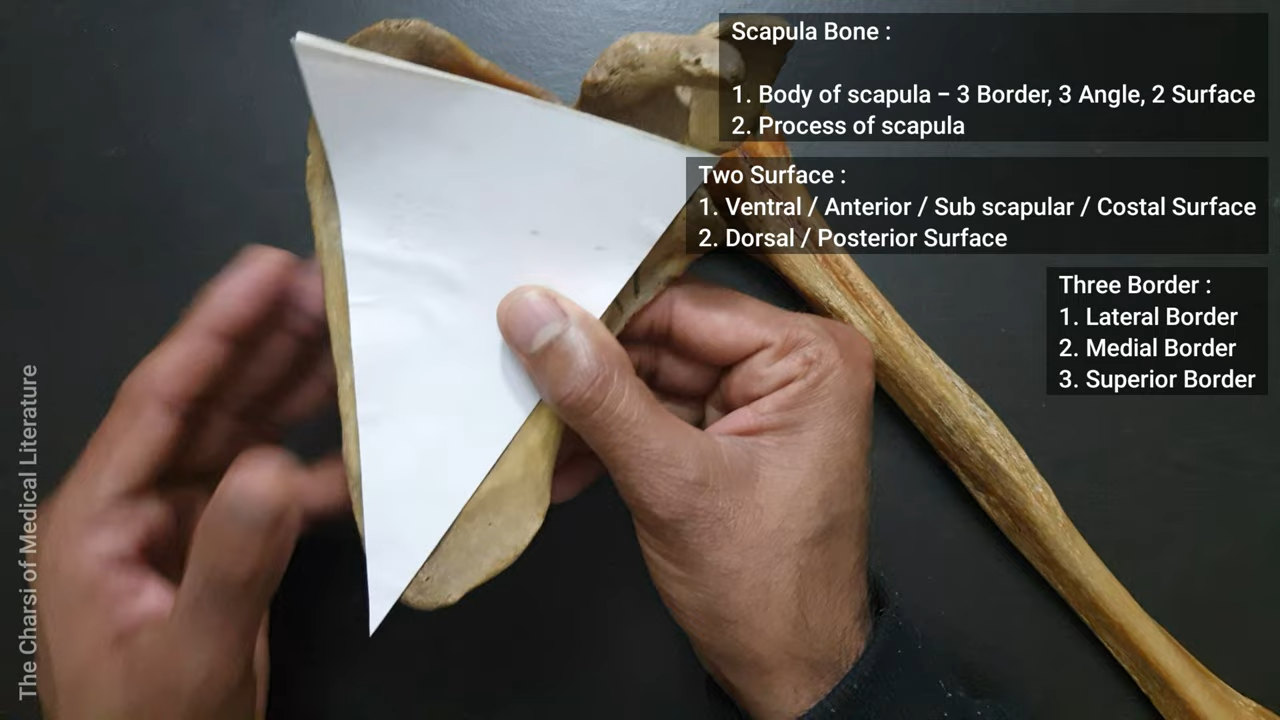 Scapula Bone :
1. Body of scapula – 3 Border, 3 Angle, 2 Surface
2. Process of scapula
Two Surface :
1. Ventral / Anterior / Sub scapular / Costal Surface
2. Dorsal / Posterior Surface
Three Border :
1. Lateral Border
2. Medial Border
3. Superior Border
The Charsi of Medical Literature